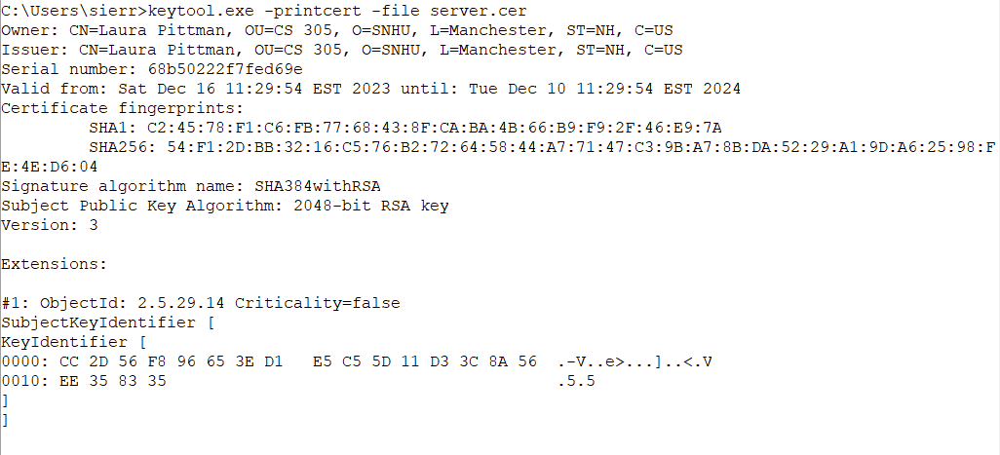 C:\Users\sierr>keytool.exe -printcert -file server.cer
Owner: CN=Laura Pittman, OU=CS 305, O=SNHU, L=Manchester, ST=NH, C=US
Issuer: CN=Laura Pittman, OU=CS 305, O=SNHU, L=Manchester, ST=NH, C=US
Serial number: 68b50222f7fed69e
Valid from: Sat Dec 16 11:29:54 EST 2023 until: Tue Dec 10 11:29:54 EST 2024
Certificate fingerprints:
         SHA1: C2:45:78:F1:C6:FB:77:68:43:8F:CA:BA:4B:66:B9:F9:2F:46:E9:7A
         SHA256: 54:F1:2D:BB:32:16:C5:76:B2:72:64:58:44:A7:71:47:C3:9B:A7:8B:DA:52:29:A1:9D:A6:25:98:F
E:4E:D6:04
Signature algorithm name: SHA384withRSA
Subject Public Key Algorithm: 2048-bit RSA key
Version: 3

Extensions:

#1: ObjectId: 2.5.29.14 Criticality=false
SubjectKeyIdentifier [
KeyIdentifier [
0000: CC 2D 56 F8 96 65 3E D1   E5 C5 5D 11 D3 3C 8A 56  .-V..e>...]..<.V
0010: EE 35 83 35                                        .5.5
]
]